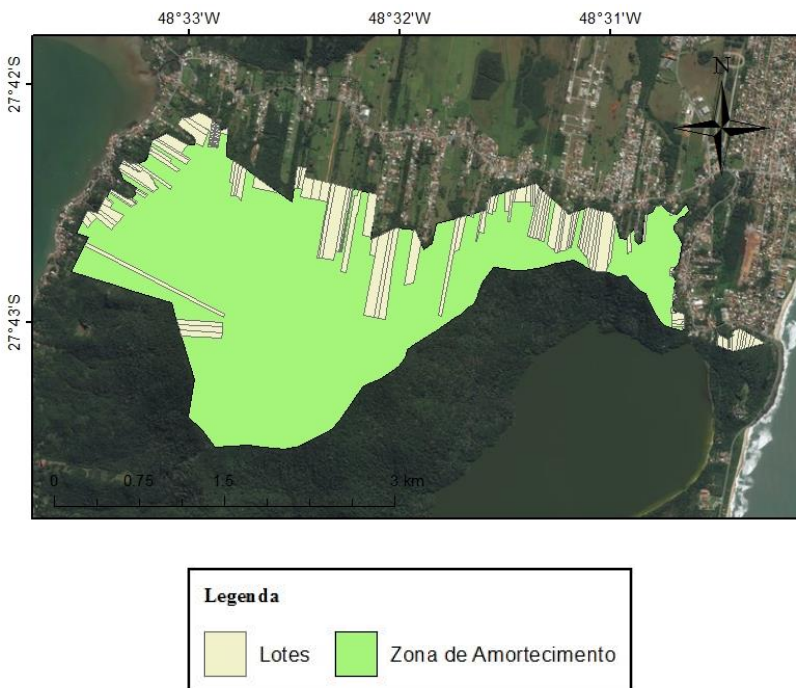 48°33'W 48°32'W 48°31'W
27°42'S
N
27°43'S
0 0.75 1.5 3 km
Legenda
Lotes Zona de Amortecimento